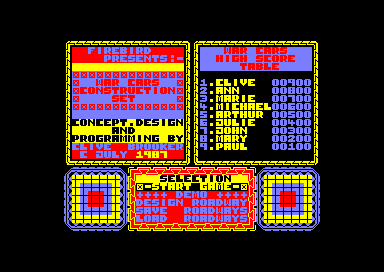 FIREBIRD
PRESENTS:-
WAR CARS
CONSTRUCTION
SET
CONCEPT,DESIGN
AND
PROGRAMMING BY
CLIVE BROOKER
© JULY 1987
WAR CARS
HIGH SCORE
TABLE
1.CLIVE 00900
2.ANN 00800
3.MARIE 00700
4.MICHAEL 00600
5.ARTHUR 00500
6.JULIE 00400
7.JOHN 00300
8.MARY 00200
9.PAUL 00100
SELECTION
-START GAME-
++++ DEMO ++++
DESIGN ROADWAY
SAVE ROADWAYS
LOAD ROADWAYS